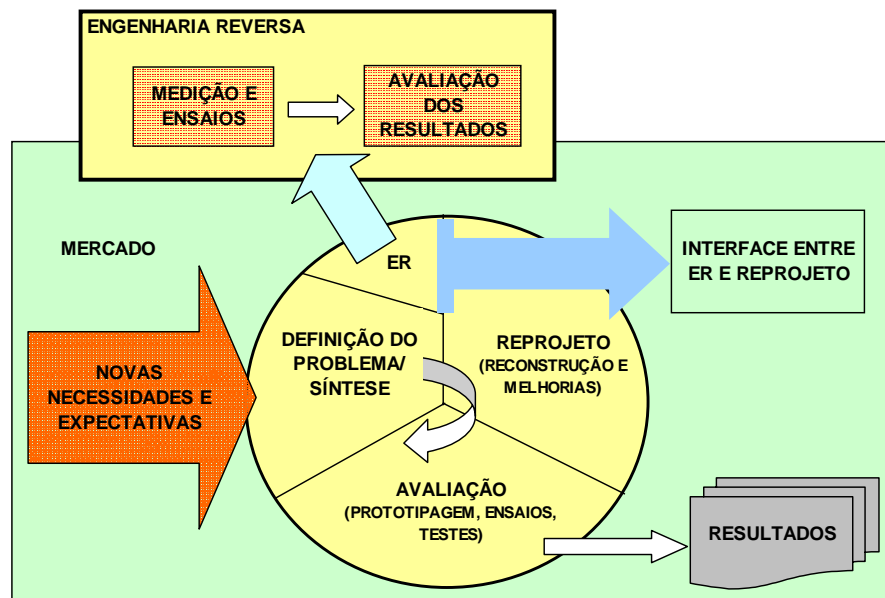 ENGENHARIA REVERSA
MEDIÇÃO E
ENSAIOS
AVALIAÇÃO
DOS
RESULTADOS
MERCADO
ER
INTERFACE ENTRE
ER E REPROJETO
NOVAS
NECESSIDADES E
EXPECTATIVAS
DEFINIÇÃO DO
PROBLEMA/
SÍNTESE
REPROJETO
(RECONSTRUÇÃO E
MELHORIAS)
AVALIAÇÃO
(PROTOTIPAGEM, ENSAIOS,
TESTES)
RESULTADOS